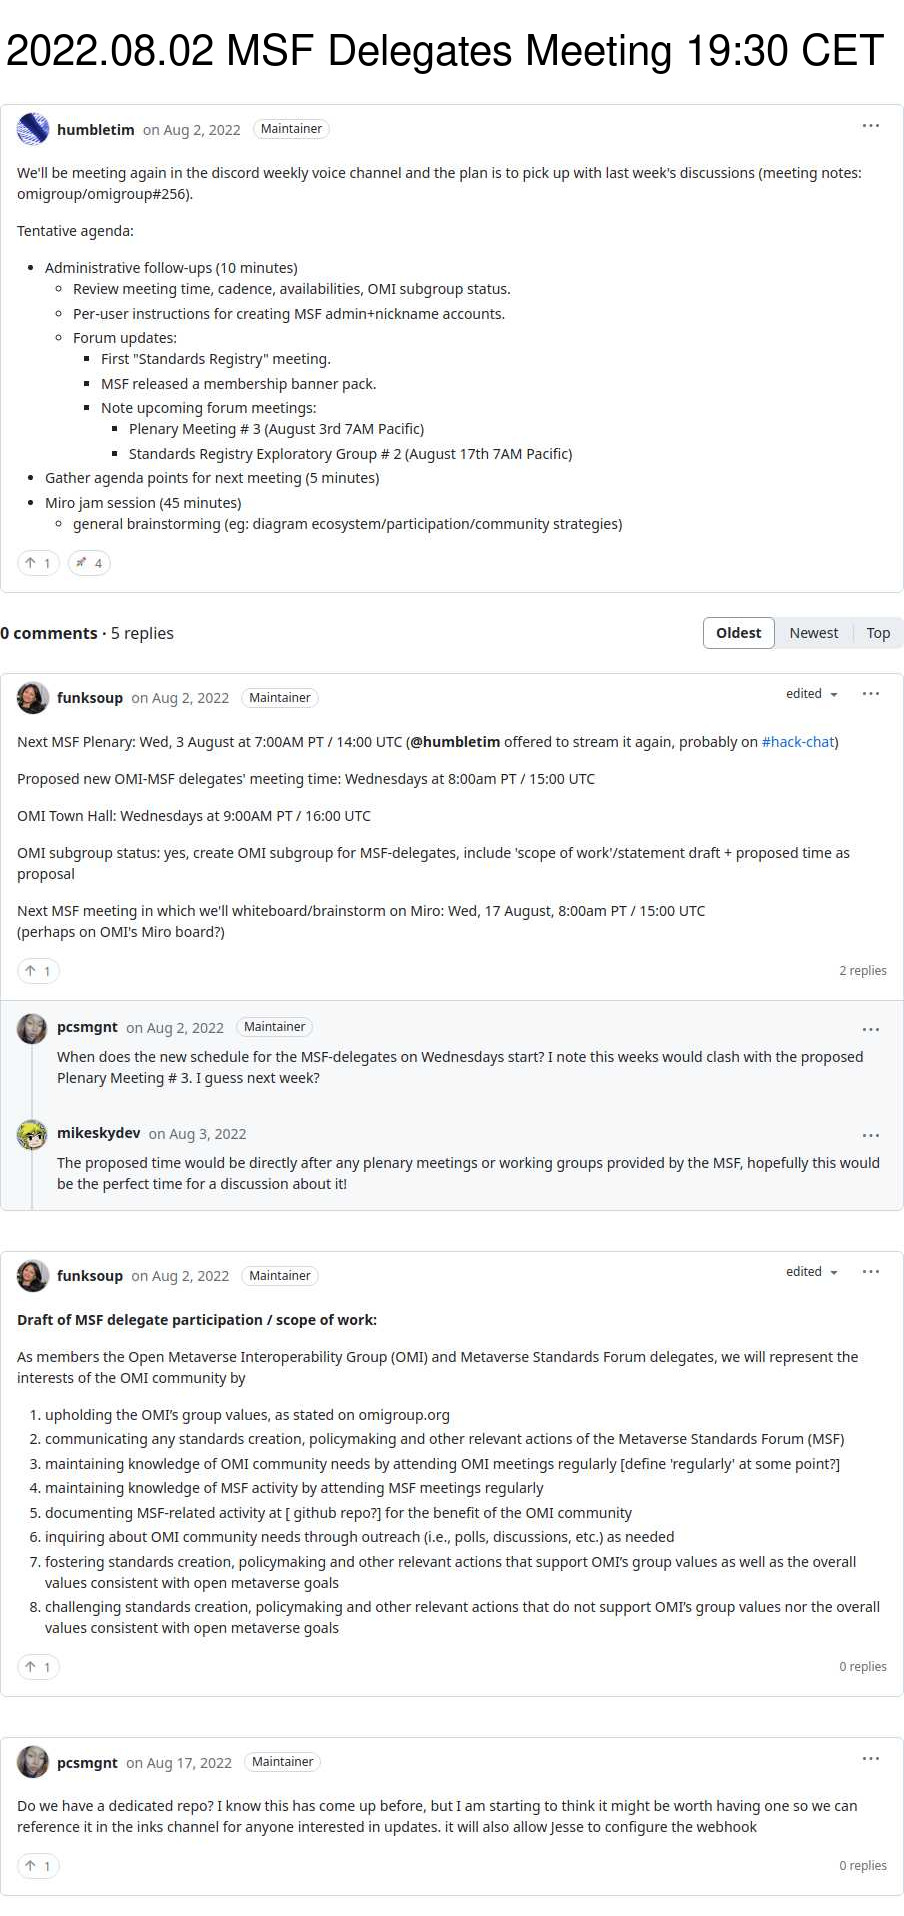 2022.08.02 MSF Delegates Meeting 19:30 CET
humbletim on Aug 2, 2022 Maintainer
We'll be meeting again in the discord weekly voice channel and the plan is to pick up with last week's discussions (meeting notes:
omigroup/omigroup#256).
Tentative agenda:
Administrative follow-ups (10 minutes)
Review meeting time, cadence, availabilities, OMI subgroup status.
Per-user instructions for creating MSF admin+nickname accounts.
Forum updates:
First "Standards Registry" meeting.
MSF released a membership banner pack.
Note upcoming forum meetings:
Plenary Meeting # 3 (August 3rd 7AM Pacific)
Standards Registry Exploratory Group # 2 (August 17th 7AM Pacific)
Gather agenda points for next meeting (5 minutes)
Miro jam session (45 minutes)
general brainstorming (eg: diagram ecosystem/participation/community strategies)
1 4
0 comments · 5 replies Oldest Newest Top
funksoup on Aug 2, 2022 Maintainer edited
Next MSF Plenary: Wed, 3 August at 7:00AM PT / 14:00 UTC (@humbletim offered to stream it again, probably on #hack-chat)
Proposed new OMI-MSF delegates' meeting time: Wednesdays at 8:00am PT / 15:00 UTC
OMI Town Hall: Wednesdays at 9:00AM PT / 16:00 UTC
OMI subgroup status: yes, create OMI subgroup for MSF-delegates, include 'scope of work'/statement draft + proposed time as
proposal
Next MSF meeting in which we'll whiteboard/brainstorm on Miro: Wed, 17 August, 8:00am PT / 15:00 UTC
(perhaps on OMI's Miro board?)
1 2 replies
pcsmgnt on Aug 2, 2022 Maintainer
When does the new schedule for the MSF-delegates on Wednesdays start? I note this weeks would clash with the proposed
Plenary Meeting # 3. I guess next week?
mikeskydev on Aug 3, 2022
The proposed time would be directly after any plenary meetings or working groups provided by the MSF, hopefully this would
be the perfect time for a discussion about it!
funksoup on Aug 2, 2022 Maintainer edited
Draft of MSF delegate participation / scope of work:
As members the Open Metaverse Interoperability Group (OMI) and Metaverse Standards Forum delegates, we will represent the
interests of the OMI community by
1. upholding the OMI's group values, as stated on omigroup.org
2. communicating any standards creation, policymaking and other relevant actions of the Metaverse Standards Forum (MSF)
3. maintaining knowledge of OMI community needs by attending OMI meetings regularly [define 'regularly' at some point?]
4. maintaining knowledge of MSF activity by attending MSF meetings regularly
5. documenting MSF-related activity at [ github repo?] for the benefit of the OMI community
6. inquiring about OMI community needs through outreach (i.e., polls, discussions, etc.) as needed
7. fostering standards creation, policymaking and other relevant actions that support OMI's group values as well as the overall
values consistent with open metaverse goals
8. challenging standards creation, policymaking and other relevant actions that do not support OMI's group values nor the overall
values consistent with open metaverse goals
1 0 replies
pcsmgnt on Aug 17, 2022 Maintainer
Do we have a dedicated repo? I know this has come up before, but I am starting to think it might be worth having one so we can
reference it in the inks channel for anyone interested in updates. it will also allow Jesse to configure the webhook
1 0 replies